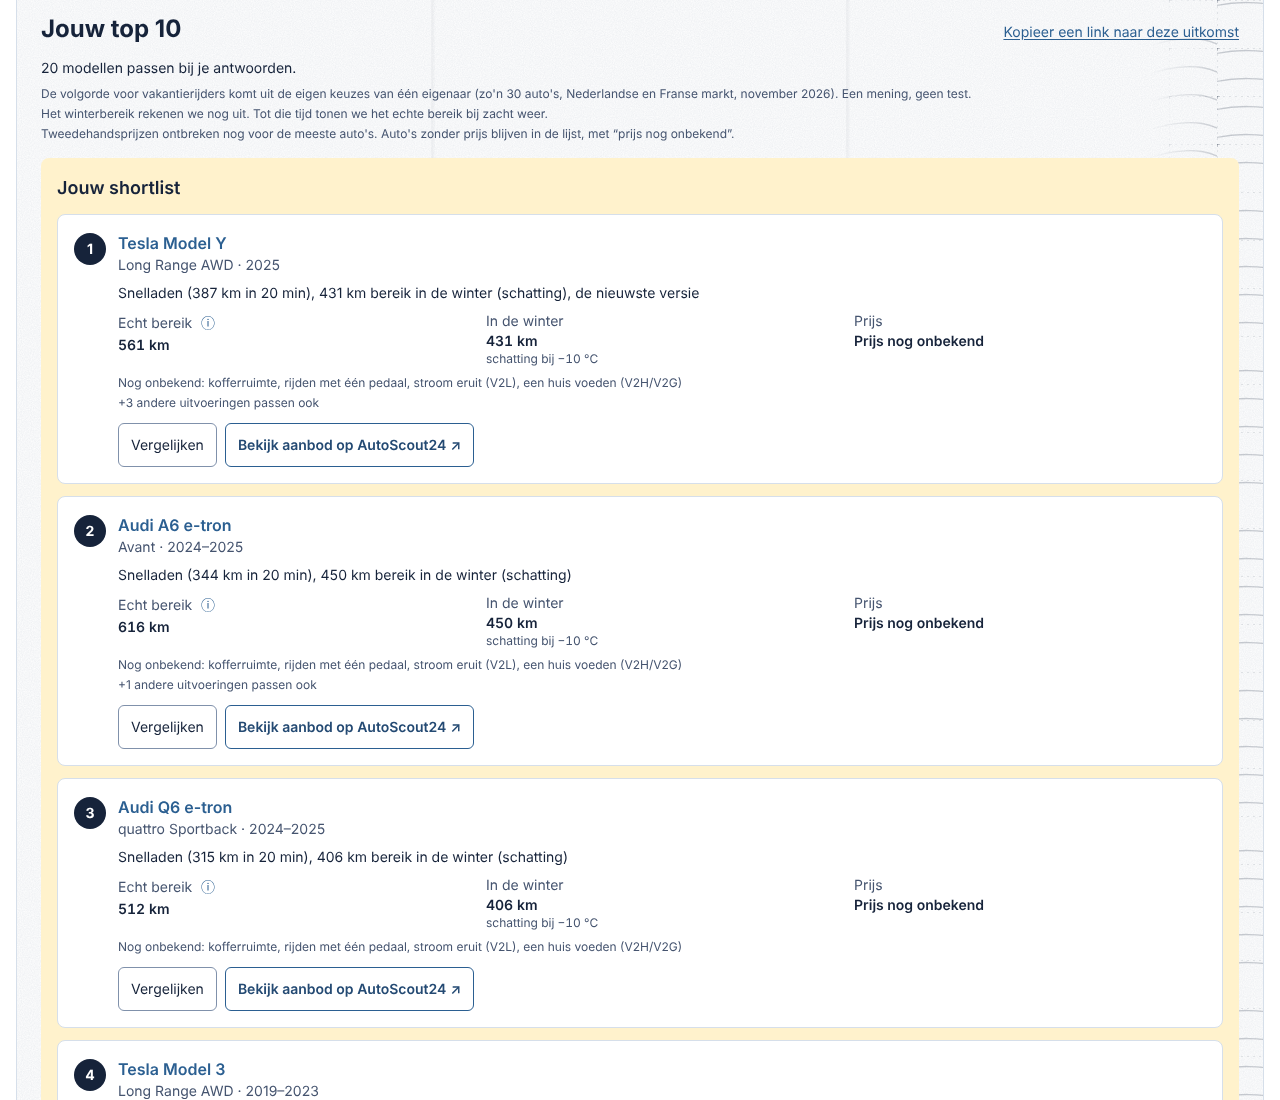 Jouw top 10
Kopieer een link naar deze uitkomst
20 modellen passen bij je antwoorden.
De volgorde voor vakantierijders komt uit de eigen keuzes van één eigenaar (zo'n 30 auto's, Nederlandse en Franse markt, november 2026). Een mening, geen test.
Het winterbereik rekenen we nog uit. Tot die tijd tonen we het echte bereik bij zacht weer.
Tweedehandsprijzen ontbreken nog voor de meeste auto's. Auto's zonder prijs blijven in de lijst, met “prijs nog onbekend”.
Jouw shortlist
1
Tesla Model Y
Long Range AWD · 2025
Snelladen (387 km in 20 min), 431 km bereik in de winter (schatting), de nieuwste versie
Echt bereik ⓘ
561 km
In de winter
431 km
schatting bij −10 °C
Prijs
Prijs nog onbekend
Nog onbekend: kofferruimte, rijden met één pedaal, stroom eruit (V2L), een huis voeden (V2H/V2G)
+3 andere uitvoeringen passen ook
Vergelijken
Bekijk aanbod op AutoScout24 ↗
2
Audi A6 e-tron
Avant · 2024–2025
Snelladen (344 km in 20 min), 450 km bereik in de winter (schatting)
Echt bereik ⓘ
616 km
In de winter
450 km
schatting bij −10 °C
Prijs
Prijs nog onbekend
Nog onbekend: kofferruimte, rijden met één pedaal, stroom eruit (V2L), een huis voeden (V2H/V2G)
+1 andere uitvoeringen passen ook
Vergelijken
Bekijk aanbod op AutoScout24 ↗
3
Audi Q6 e-tron
quattro Sportback · 2024–2025
Snelladen (315 km in 20 min), 406 km bereik in de winter (schatting)
Echt bereik ⓘ
512 km
In de winter
406 km
schatting bij −10 °C
Prijs
Prijs nog onbekend
Nog onbekend: kofferruimte, rijden met één pedaal, stroom eruit (V2L), een huis voeden (V2H/V2G)
Vergelijken
Bekijk aanbod op AutoScout24 ↗
4
Tesla Model 3
Long Range AWD · 2019–2023